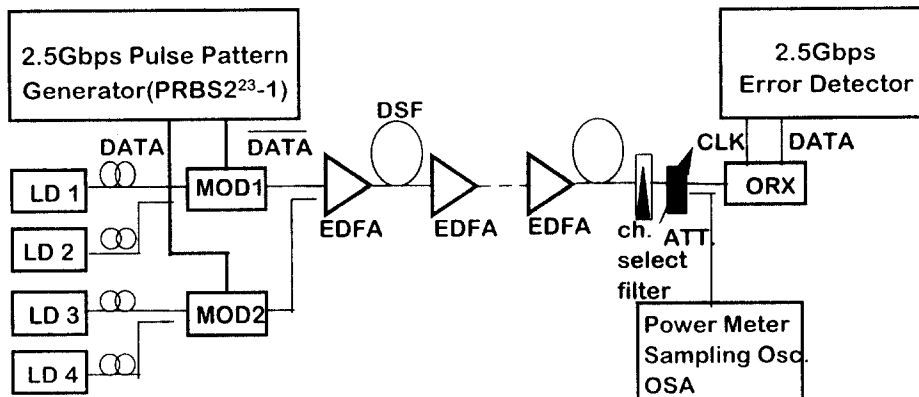 2.5Gbps Pulse Pattern
Generator(PRBS2²³-1)
2.5Gbps
Error Detector
DSF
DATA
DATA
CLK
DATA
LD 1
MOD1
ORX
EDFA
EDFA
EDFA
ch.
select
filter
ATT.
LD 2
LD 3
MOD2
LD 4
Power Meter
Sampling Osc.
OSA